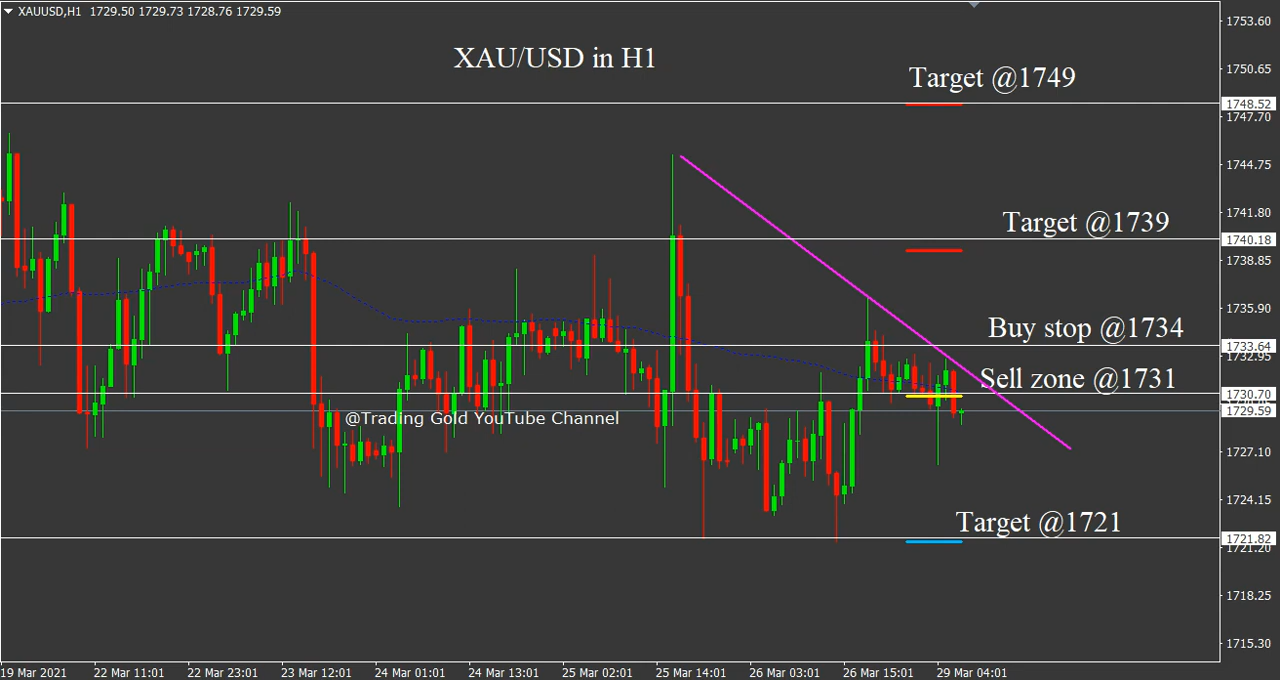 XAUUSD,H1 1729.50 1729.73 1728.76 1729.59
XAU/USD in H1
1753.60
Target @1749
1750.65
1748.52
1747.70
1744.75
Target @1739
1741.80
1740.18
1738.85
1735.90
Buy stop @1734
1733.64
1732.95
Sell zone @1731
1730.70
1729.59
@Trading Gold YouTube Channel
1727.10
1724.15
Target @1721
1721.82
1721.20
1718.25
1715.30
19 Mar 2021 22 Mar 11:01 22 Mar 23:01 23 Mar 12:01 24 Mar 01:01 24 Mar 13:01 25 Mar 02:01 25 Mar 14:01 26 Mar 03:01 26 Mar 15:01 29 Mar 04:01